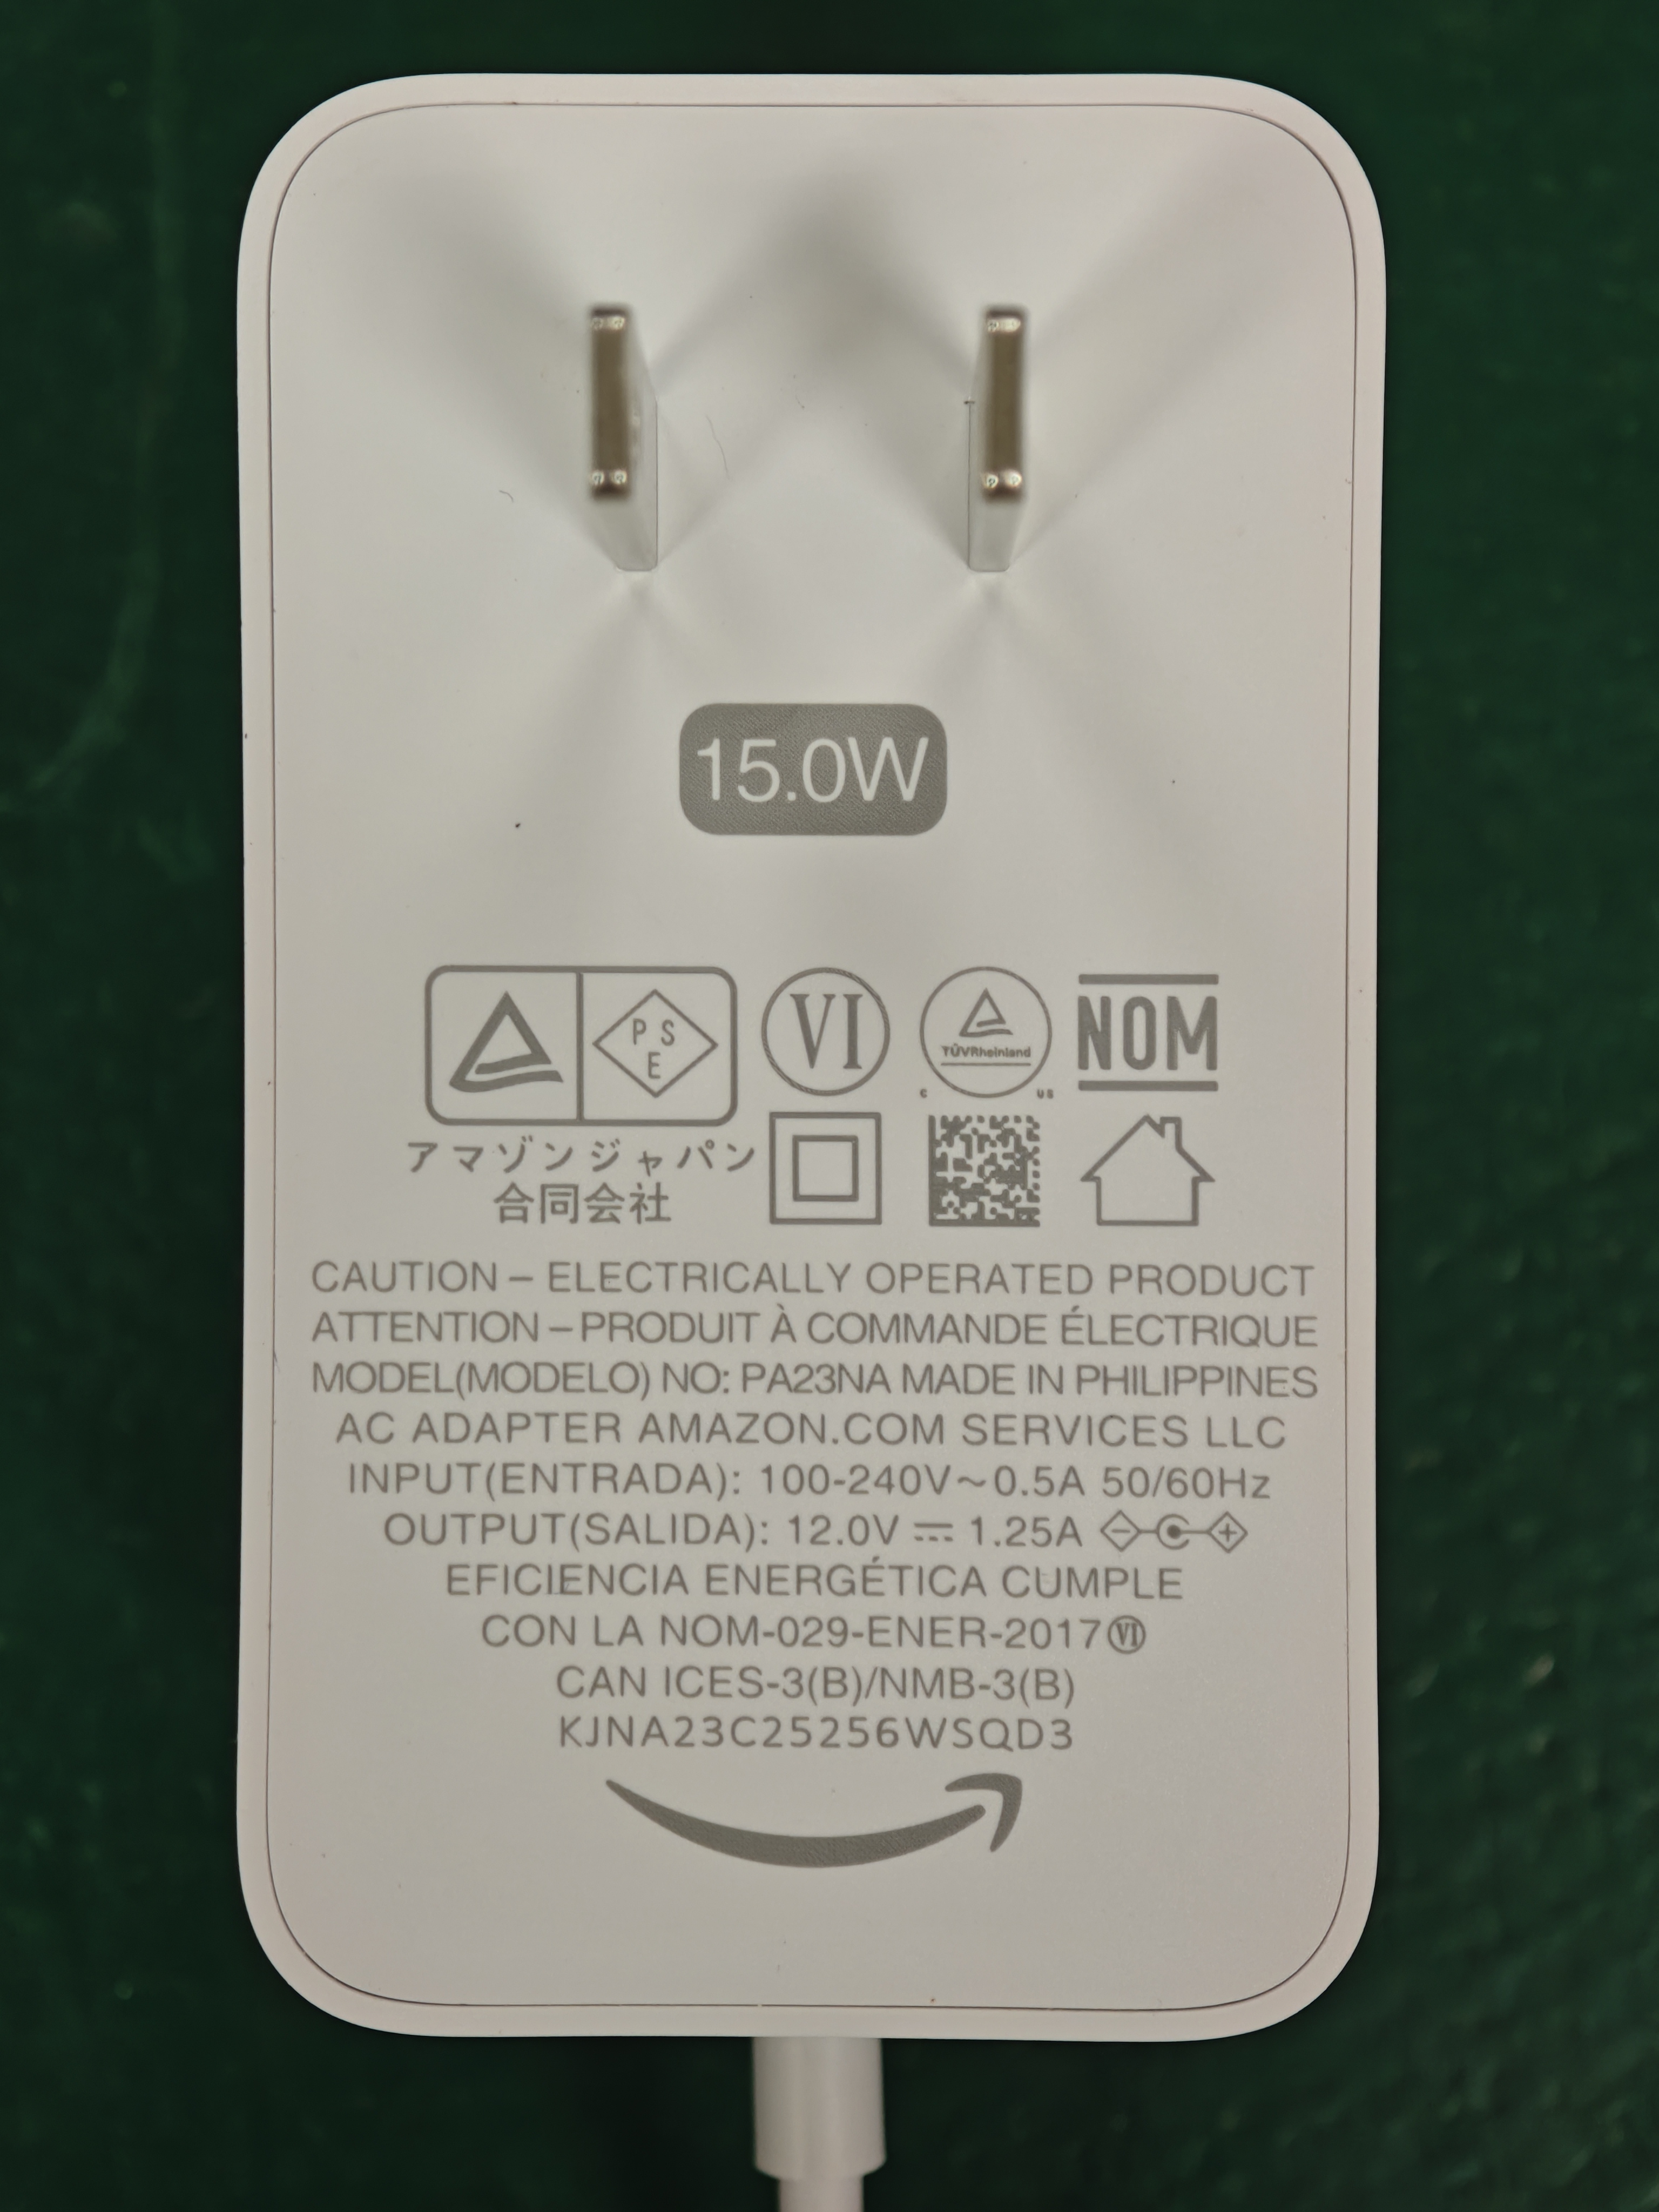 15.0W
PSE
VI
TÜVRheinland
C US
NOM
アマゾンジャパン
合同会社
CAUTION – ELECTRICALLY OPERATED PRODUCT
ATTENTION – PRODUIT À COMMANDE ÉLECTRIQUE
MODEL(MODELO) NO: PA23NA MADE IN PHILIPPINES
AC ADAPTER AMAZON.COM SERVICES LLC
INPUT(ENTRADA): 100-240V~0.5A 50/60Hz
OUTPUT(SALIDA): 12.0V ⎓ 1.25A
EFICIENCIA ENERGÉTICA CUMPLE
CON LA NOM-029-ENER-2017 VI
CAN ICES-3(B)/NMB-3(B)
KJNA23C25256WSQD3